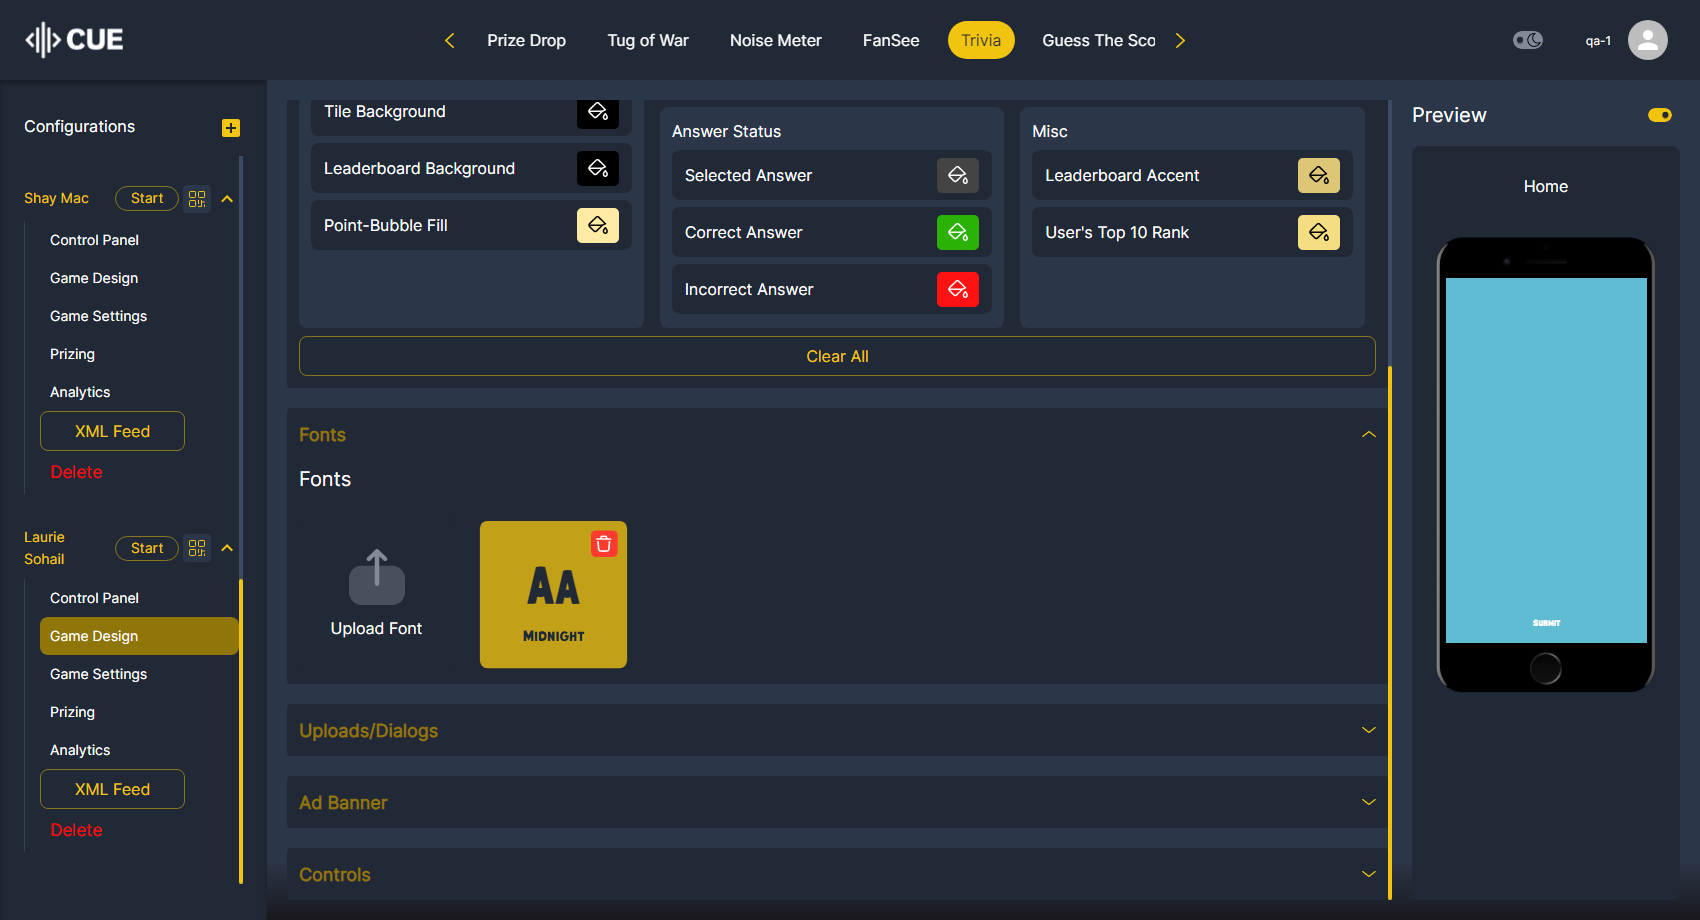 CUE
Prize Drop
Tug of War
Noise Meter
FanSee
Trivia
Guess The Sco
qa-1
Configurations
Shay Mac
Start
Control Panel
Game Design
Game Settings
Prizing
Analytics
XML Feed
Delete
Laurie
Sohail
Start
Control Panel
Game Design
Game Settings
Prizing
Analytics
XML Feed
Delete
Tile Background
Leaderboard Background
Point-Bubble Fill
Answer Status
Selected Answer
Correct Answer
Incorrect Answer
Misc
Leaderboard Accent
User's Top 10 Rank
Clear All
Fonts
Fonts
Upload Font
AA
MIDNIGHT
Uploads/Dialogs
Ad Banner
Controls
Preview
Home
SUBMIT